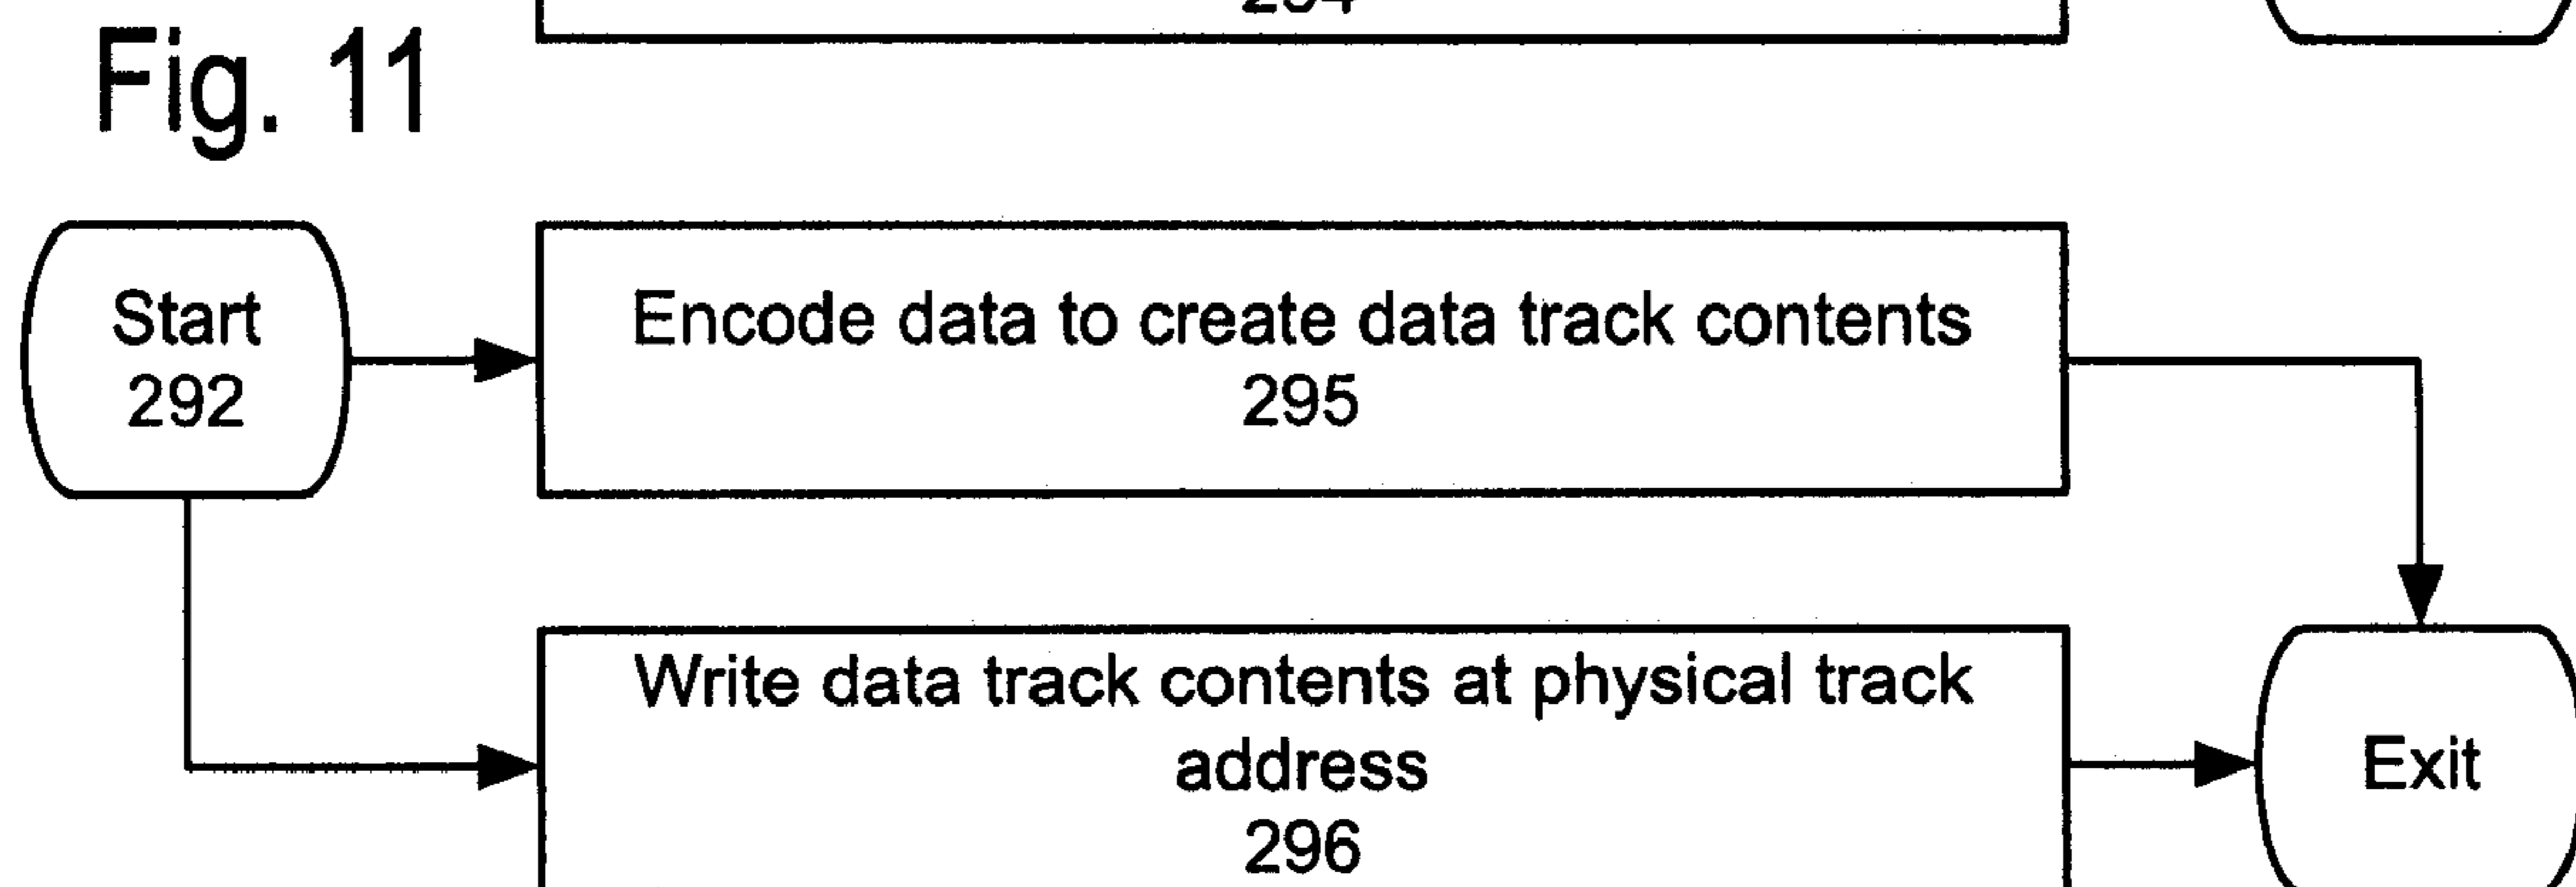 Fig. 11
Start
292
Encode data to create data track contents
295
Write data track contents at physical track
address
296
Exit